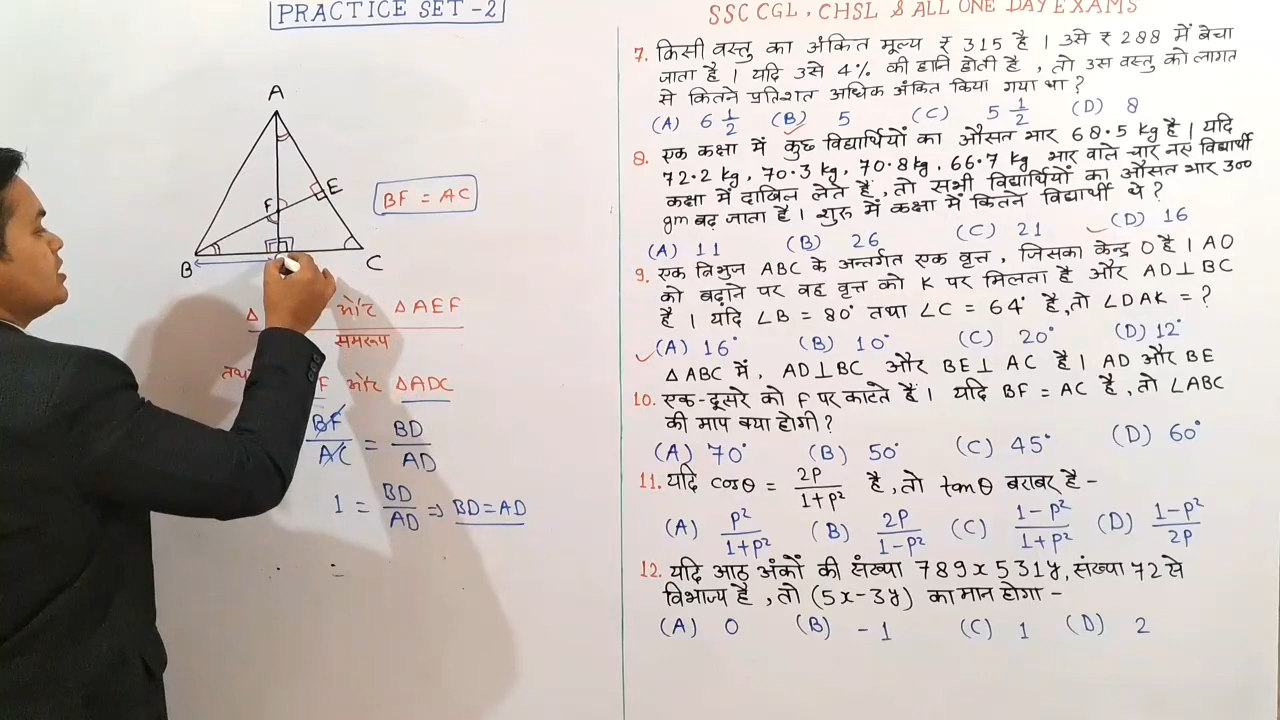 PRACTICE SET-2
A
E
F
B
C
BF = AC
Δ और Δ AEF
समरूप
F और Δ ADC
BF/AC = BD/AD
1 = BD/AD ⇒ BD = AD
SSC CGL, CHSL & ALL ONE DAY EXAMS
7. किसी वस्तु का अंकित मूल्य ₹ 315 है । उसे ₹ 288 में बेचा
जाता है । यदि उसे 4% की हानि होती है , तो उस वस्तु को लागत
से कितने प्रतिशत अधिक अंकित किया गया था ?
(A) 6 1/2 (B) 5 (C) 5 1/2 (D) 8
8. एक कक्षा में कुछ विद्यार्थियों का औसत भार 68.5 kg है । यदि
72.2 kg, 70.3 kg, 70.8 kg, 66.7 kg भार वाले चार नए विद्यार्थी
कक्षा में दाखिल लेते हैं, तो सभी विद्यार्थियों का औसत भार 300
gm बढ़ जाता है । शुरू में कक्षा में कितने विद्यार्थी थे ?
(A) 11 (B) 26 (C) 21 (D) 16
9. एक त्रिभुज ABC के अन्तर्गत एक वृत्त , जिसका केन्द्र O है । AO
को बढ़ाने पर वह वृत्त को K पर मिलता है और AD⊥BC
है । यदि ∠B = 80° तथा ∠C = 64° है, तो ∠DAK = ?
(A) 16° (B) 10° (C) 20° (D) 12°
10. Δ ABC में, AD⊥BC और BE⊥AC है । AD और BE
एक-दूसरे को F पर काटते हैं । यदि BF = AC है, तो ∠ABC
की माप क्या होगी ?
(A) 70° (B) 50° (C) 45° (D) 60°
11. यदि cosθ = 2P/1+P² है, तो tanθ बराबर है -
(A) P²/1+P² (B) 2P/1-P² (C) 1-P²/1+P² (D) 1-P²/2P
12. यदि आठ अंकों की संख्या 789x531y, संख्या 72 से
विभाज्य है , तो (5x-3y) का मान होगा -
(A) 0 (B) -1 (C) 1 (D) 2